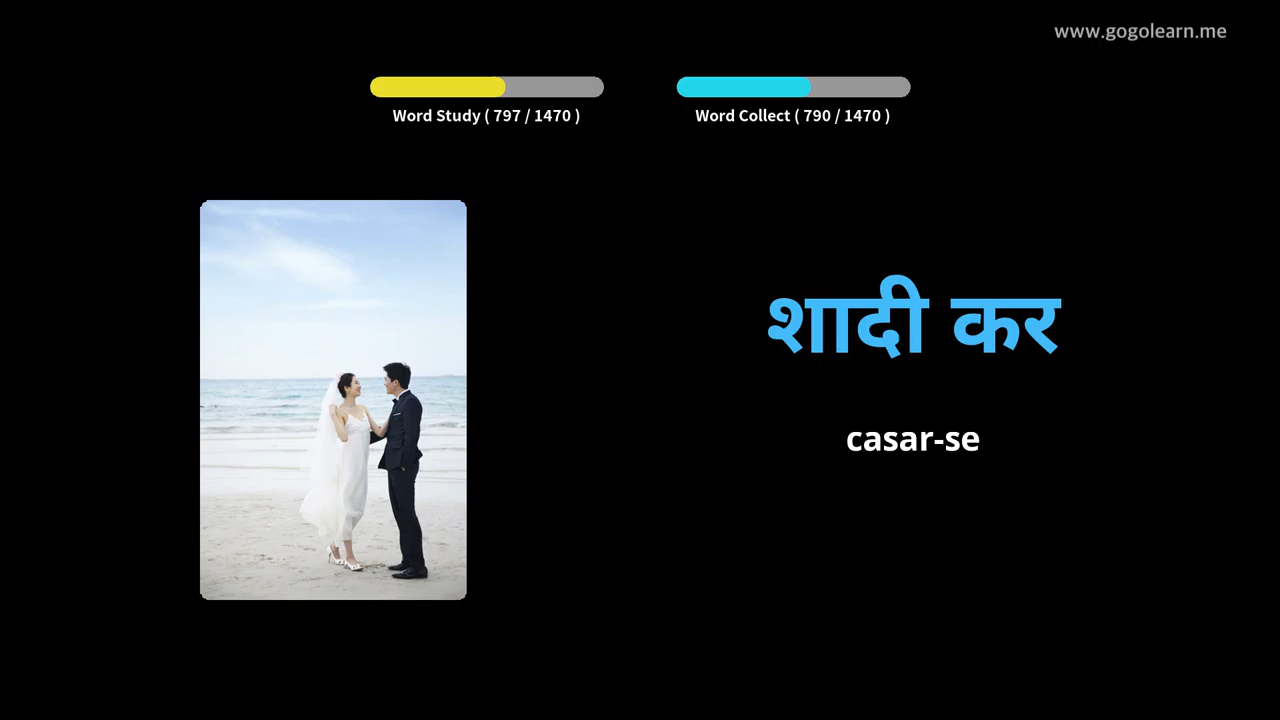 www.gogolearn.me
Word Study ( 797 / 1470 )
Word Collect ( 790 / 1470 )
शादी कर
casar-se